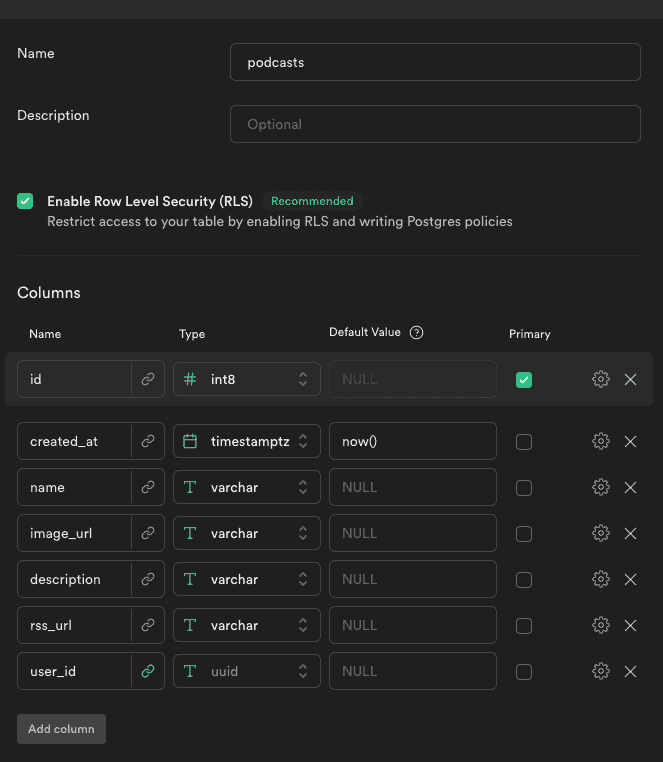 Name
podcasts
Description
Optional
Enable Row Level Security (RLS) Recommended
Restrict access to your table by enabling RLS and writing Postgres policies
Columns
Name Type Default Value ? Primary
id # int8 NULL
created_at timestamptz now()
name T varchar NULL
image_url T varchar NULL
description T varchar NULL
rss_url T varchar NULL
user_id T uuid NULL
Add column